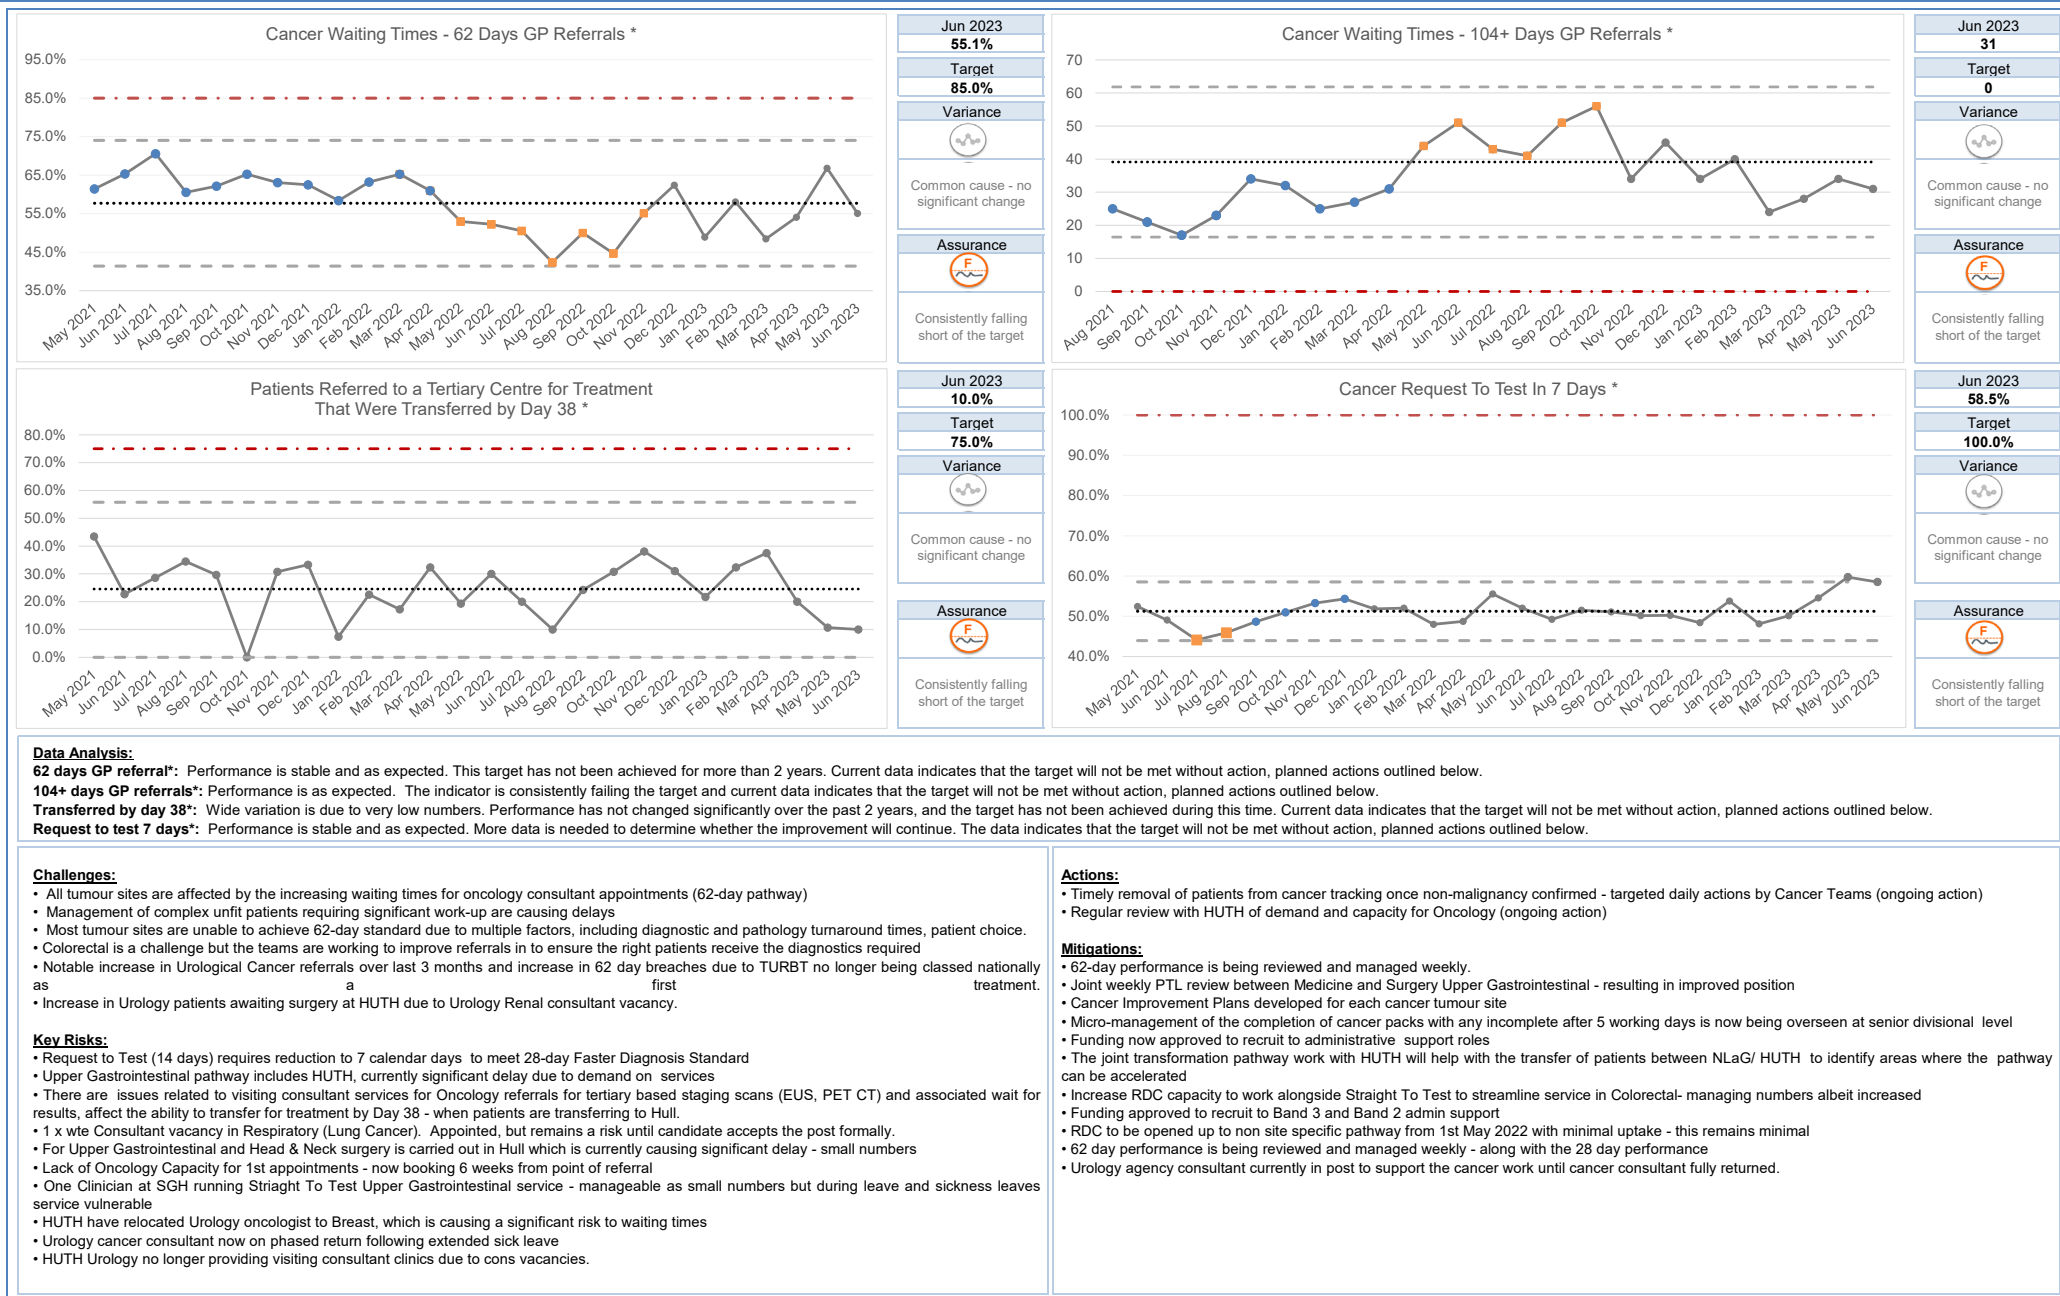 Cancer Waiting Times - 62 Days GP Referrals *
95.0%
85.0%
75.0%
65.0%
55.0%
45.0%
35.0%
May 2021
Jun 2021
Jul 2021
Aug 2021
Sep 2021
Oct 2021
Nov 2021
Dec 2021
Jan 2022
Feb 2022
Mar 2022
Apr 2022
May 2022
Jun 2022
Jul 2022
Aug 2022
Sep 2022
Oct 2022
Nov 2022
Dec 2022
Jan 2023
Feb 2023
Mar 2023
Apr 2023
May 2023
Jun 2023
Jun 2023
55.1%
Target
85.0%
Variance
Common cause - no
significant change
Assurance
F
Consistently falling
short of the target
Cancer Waiting Times - 104+ Days GP Referrals *
70
60
50
40
30
20
10
0
Aug 2021
Sep 2021
Oct 2021
Nov 2021
Dec 2021
Jan 2022
Feb 2022
Mar 2022
Apr 2022
May 2022
Jun 2022
Jul 2022
Aug 2022
Sep 2022
Oct 2022
Nov 2022
Dec 2022
Jan 2023
Feb 2023
Mar 2023
Apr 2023
May 2023
Jun 2023
Jun 2023
31
Target
0
Variance
Common cause - no
significant change
Assurance
F
Consistently falling
short of the target
Patients Referred to a Tertiary Centre for Treatment
That Were Transferred by Day 38 *
80.0%
70.0%
60.0%
50.0%
40.0%
30.0%
20.0%
10.0%
0.0%
May 2021
Jun 2021
Jul 2021
Aug 2021
Sep 2021
Oct 2021
Nov 2021
Dec 2021
Jan 2022
Feb 2022
Mar 2022
Apr 2022
May 2022
Jun 2022
Jul 2022
Aug 2022
Sep 2022
Oct 2022
Nov 2022
Dec 2022
Jan 2023
Feb 2023
Mar 2023
Apr 2023
May 2023
Jun 2023
Jun 2023
10.0%
Target
75.0%
Variance
Common cause - no
significant change
Assurance
F
Consistently falling
short of the target
Cancer Request To Test In 7 Days *
100.0%
90.0%
80.0%
70.0%
60.0%
50.0%
40.0%
May 2021
Jun 2021
Jul 2021
Aug 2021
Sep 2021
Oct 2021
Nov 2021
Dec 2021
Jan 2022
Feb 2022
Mar 2022
Apr 2022
May 2022
Jun 2022
Jul 2022
Aug 2022
Sep 2022
Oct 2022
Nov 2022
Dec 2022
Jan 2023
Feb 2023
Mar 2023
Apr 2023
May 2023
Jun 2023
Jun 2023
58.5%
Target
100.0%
Variance
Common cause - no
significant change
Assurance
F
Consistently falling
short of the target
Data Analysis:
62 days GP referral*: Performance is stable and as expected. This target has not been achieved for more than 2 years. Current data indicates that the target will not be met without action, planned actions outlined below.
104+ days GP referrals*: Performance is as expected. The indicator is consistently failing the target and current data indicates that the target will not be met without action, planned actions outlined below.
Transferred by day 38*: Wide variation is due to very low numbers. Performance has not changed significantly over the past 2 years, and the target has not been achieved during this time. Current data indicates that the target will not be met without action, planned actions outlined below.
Request to test 7 days*: Performance is stable and as expected. More data is needed to determine whether the improvement will continue. The data indicates that the target will not be met without action, planned actions outlined below.
Challenges:
• All tumour sites are affected by the increasing waiting times for oncology consultant appointments (62-day pathway)
• Management of complex unfit patients requiring significant work-up are causing delays
• Most tumour sites are unable to achieve 62-day standard due to multiple factors, including diagnostic and pathology turnaround times, patient choice.
• Colorectal is a challenge but the teams are working to improve referrals in to ensure the right patients receive the diagnostics required
• Notable increase in Urological Cancer referrals over last 3 months and increase in 62 day breaches due to TURBT no longer being classed nationally
as a first treatment.
• Increase in Urology patients awaiting surgery at HUTH due to Urology Renal consultant vacancy.
Key Risks:
• Request to Test (14 days) requires reduction to 7 calendar days to meet 28-day Faster Diagnosis Standard
• Upper Gastrointestinal pathway includes HUTH, currently significant delay due to demand on services
• There are issues related to visiting consultant services for Oncology referrals for tertiary based staging scans (EUS, PET CT) and associated wait for
results, affect the ability to transfer for treatment by Day 38 - when patients are transferring to Hull.
• 1 x wte Consultant vacancy in Respiratory (Lung Cancer). Appointed, but remains a risk until candidate accepts the post formally.
• For Upper Gastrointestinal and Head & Neck surgery is carried out in Hull which is currently causing significant delay - small numbers
• Lack of Oncology Capacity for 1st appointments - now booking 6 weeks from point of referral
• One Clinician at SGH running Striaght To Test Upper Gastrointestinal service - manageable as small numbers but during leave and sickness leaves
service vulnerable
• HUTH have relocated Urology oncologist to Breast, which is causing a significant risk to waiting times
• Urology cancer consultant now on phased return following extended sick leave
• HUTH Urology no longer providing visiting consultant clinics due to cons vacancies.
Actions:
• Timely removal of patients from cancer tracking once non-malignancy confirmed - targeted daily actions by Cancer Teams (ongoing action)
• Regular review with HUTH of demand and capacity for Oncology (ongoing action)
Mitigations:
• 62-day performance is being reviewed and managed weekly.
• Joint weekly PTL review between Medicine and Surgery Upper Gastrointestinal - resulting in improved position
• Cancer Improvement Plans developed for each cancer tumour site
• Micro-management of the completion of cancer packs with any incomplete after 5 working days is now being overseen at senior divisional level
• Funding now approved to recruit to administrative support roles
• The joint transformation pathway work with HUTH will help with the transfer of patients between NLaG/ HUTH to identify areas where the pathway
can be accelerated
• Increase RDC capacity to work alongside Straight To Test to streamline service in Colorectal- managing numbers albeit increased
• Funding approved to recruit to Band 3 and Band 2 admin support
• RDC to be opened up to non site specific pathway from 1st May 2022 with minimal uptake - this remains minimal
• 62 day performance is being reviewed and managed weekly - along with the 28 day performance
• Urology agency consultant currently in post to support the cancer work until cancer consultant fully returned.